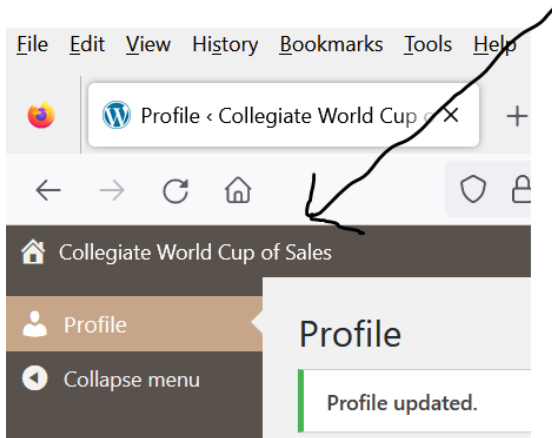 File Edit View History Bookmarks Tools Help
Profile ‹ Collegiate World Cup
Collegiate World Cup of Sales
Profile
Profile
Collapse menu
Profile updated.